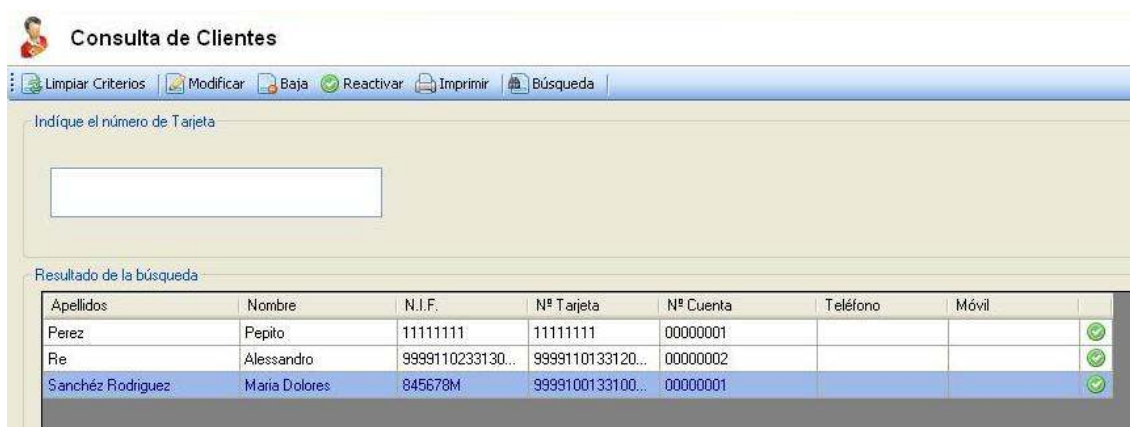 Consulta de Clientes
Limpiar Criterios Modificar Baja Reactivar Imprimir Búsqueda
Indíque el número de Tarjeta
Resultado de la búsqueda
Apellidos Nombre N.I.F. Nº Tarjeta Nº Cuenta Teléfono Móvil
Perez Pepito 11111111 11111111 00000001
Re Alessandro 9999110233130... 9999110133120... 00000002
Sanchéz Rodriguez Maria Dolores 845678M 9999100133100... 00000001